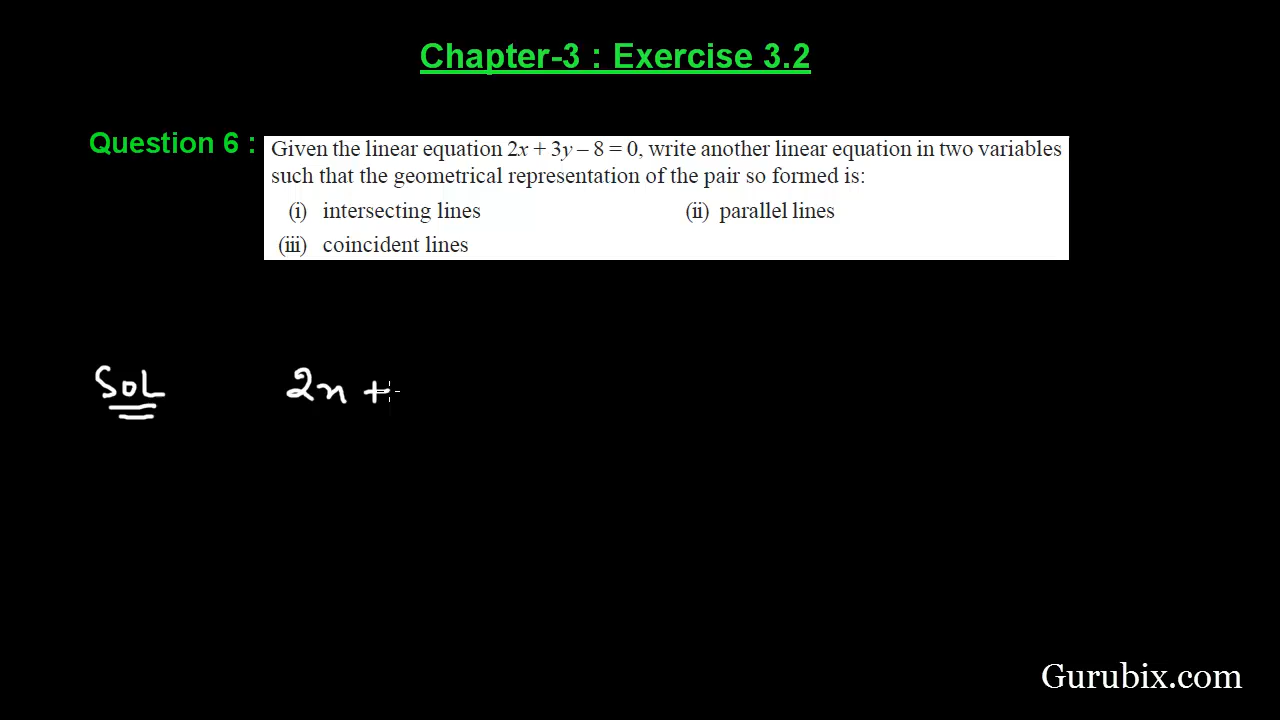 Chapter-3 : Exercise 3.2
Question 6 :
Given the linear equation 2x + 3y – 8 = 0, write another linear equation in two variables
such that the geometrical representation of the pair so formed is:
(i) intersecting lines (ii) parallel lines
(iii) coincident lines
SOL 2x +
Gurubix.com